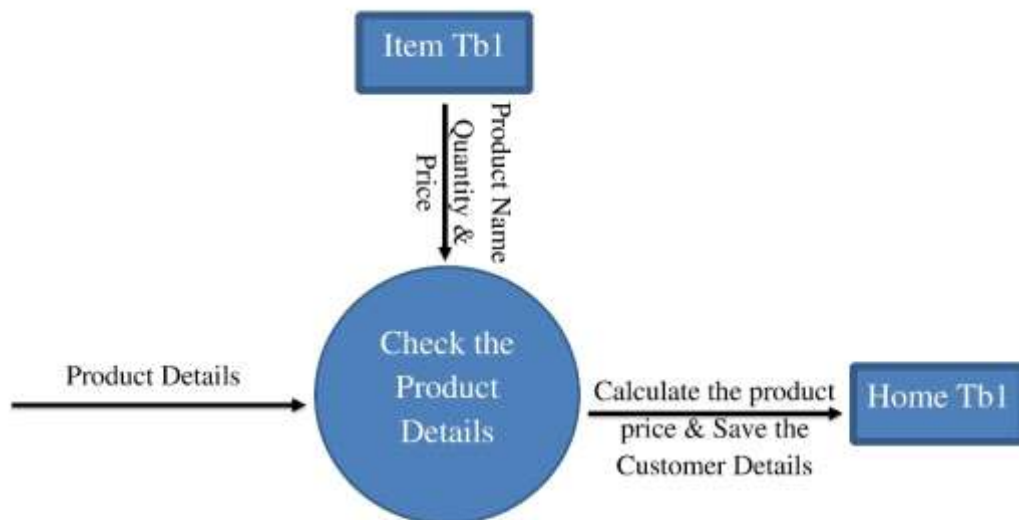 Item Tb1
Product Name
Quantity &
Price
Product Details
Check the
Product
Details
Calculate the product
price & Save the
Customer Details
Home Tb1